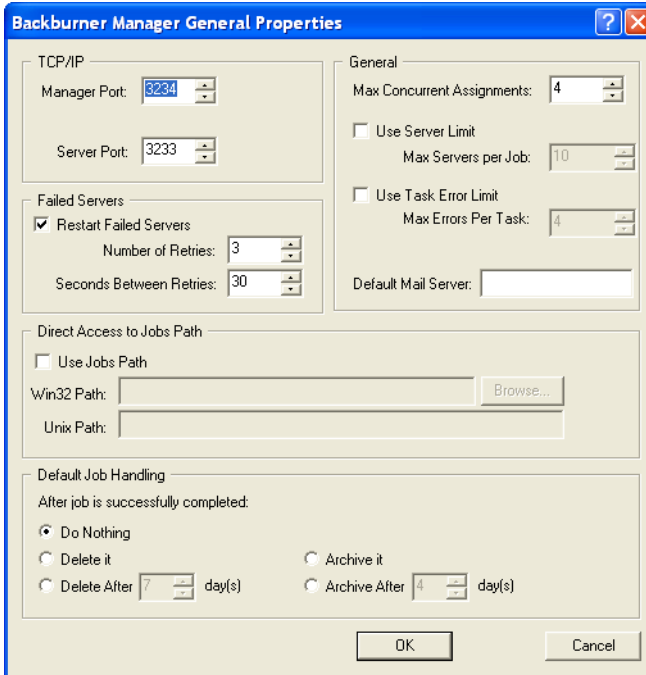 Backburner Manager General Properties
TCP/IP
Manager Port: 3234
Server Port: 3233
Failed Servers
Restart Failed Servers
Number of Retries: 3
Seconds Between Retries: 30
General
Max Concurrent Assignments: 4
Use Server Limit
Max Servers per Job: 10
Use Task Error Limit
Max Errors Per Task: 4
Default Mail Server:
Direct Access to Jobs Path
Use Jobs Path
Win32 Path: Browse...
Unix Path:
Default Job Handling
After job is successfully completed:
Do Nothing
Delete it Archive it
Delete After 7 day(s) Archive After 4 day(s)
OK Cancel